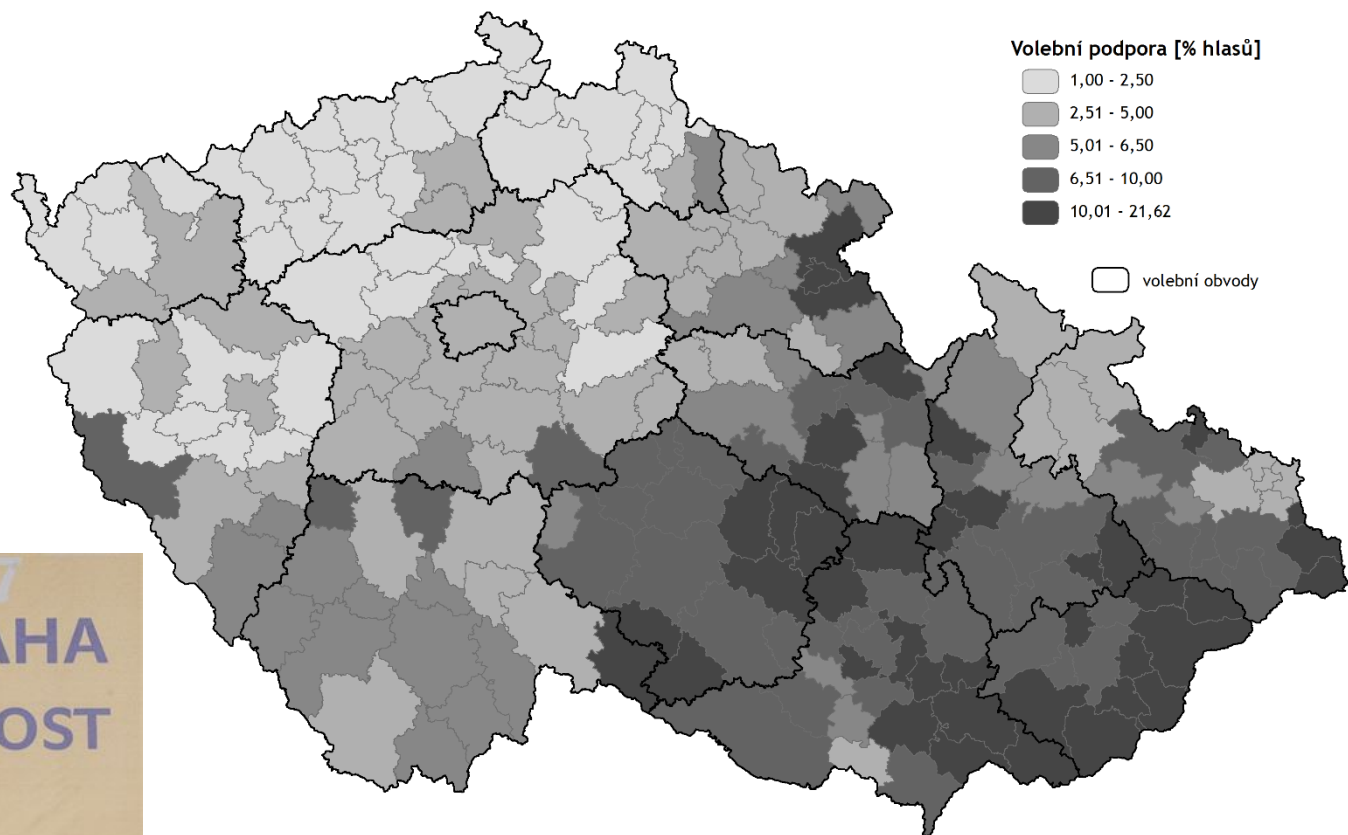 Volební podpora [% hlasů]
1,00 - 2,50
2,51 - 5,00
5,01 - 6,50
6,51 - 10,00
10,01 - 21,62
volební obvody
7
AHA
OST